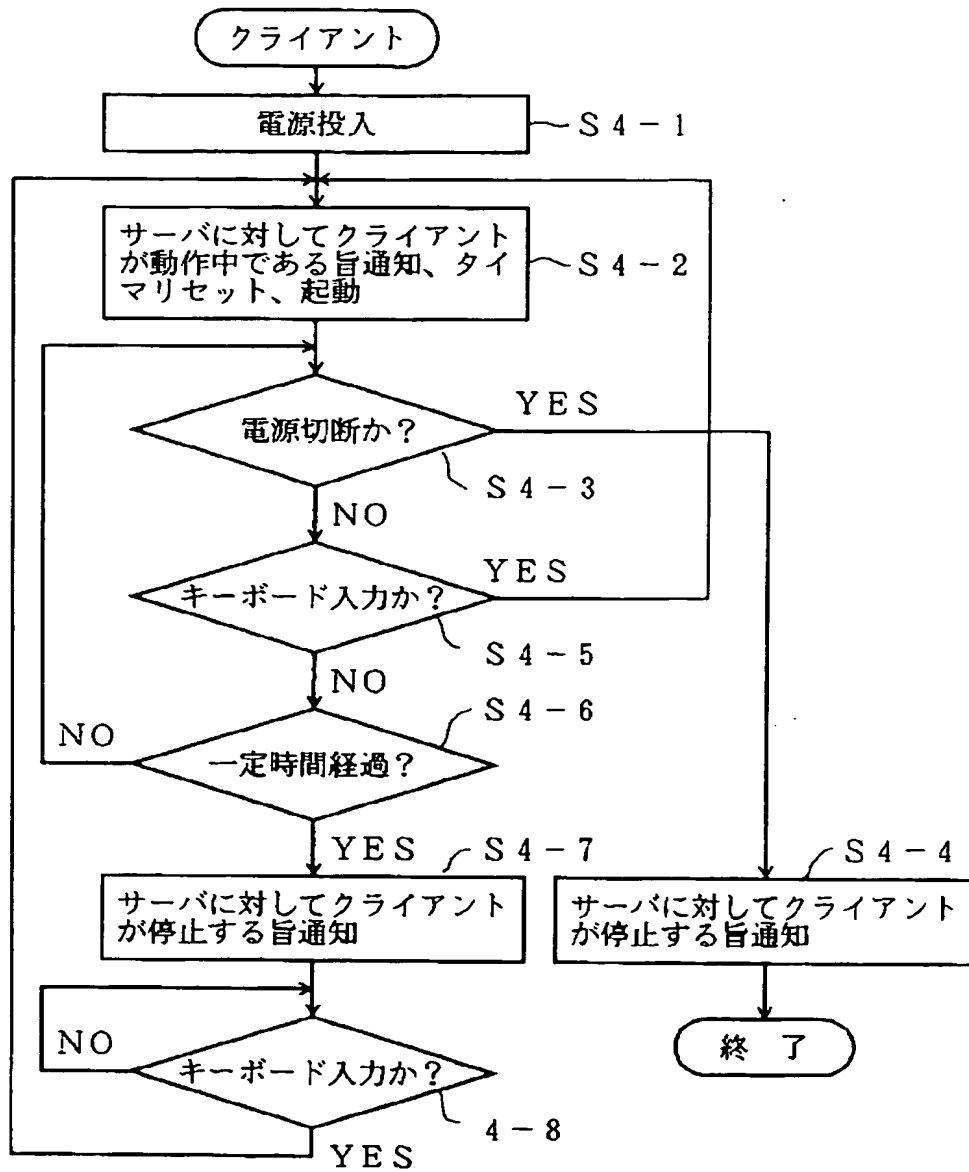 クライアント
電源投入
S4-1
サーバに対してクライアント
が動作中である旨通知、タイ
マリセット、起動
S4-2
電源切断か?
YES
S4-3
NO
キーボード入力か?
YES
S4-5
NO
S4-6
一定時間経過?
NO
YES
S4-7
サーバに対してクライアント
が停止する旨通知
S4-4
サーバに対してクライアント
が停止する旨通知
終了
NO
キーボード入力か?
4-8
YES